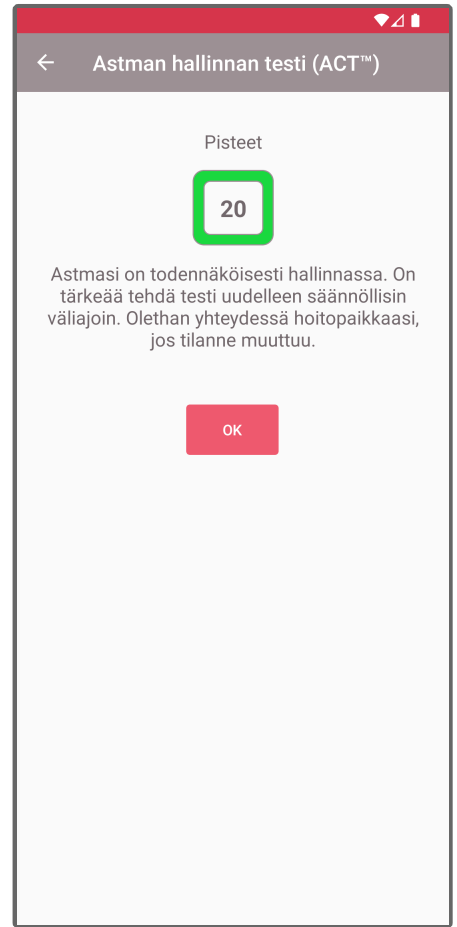 Astman hallinnan testi (ACT™)
Pisteet
20
Astmasi on todennäköisesti hallinnassa. On
tärkeää tehdä testi uudelleen säännöllisin
väliajoin. Olethan yhteydessä hoitopaikkaasi,
jos tilanne muuttuu.
OK